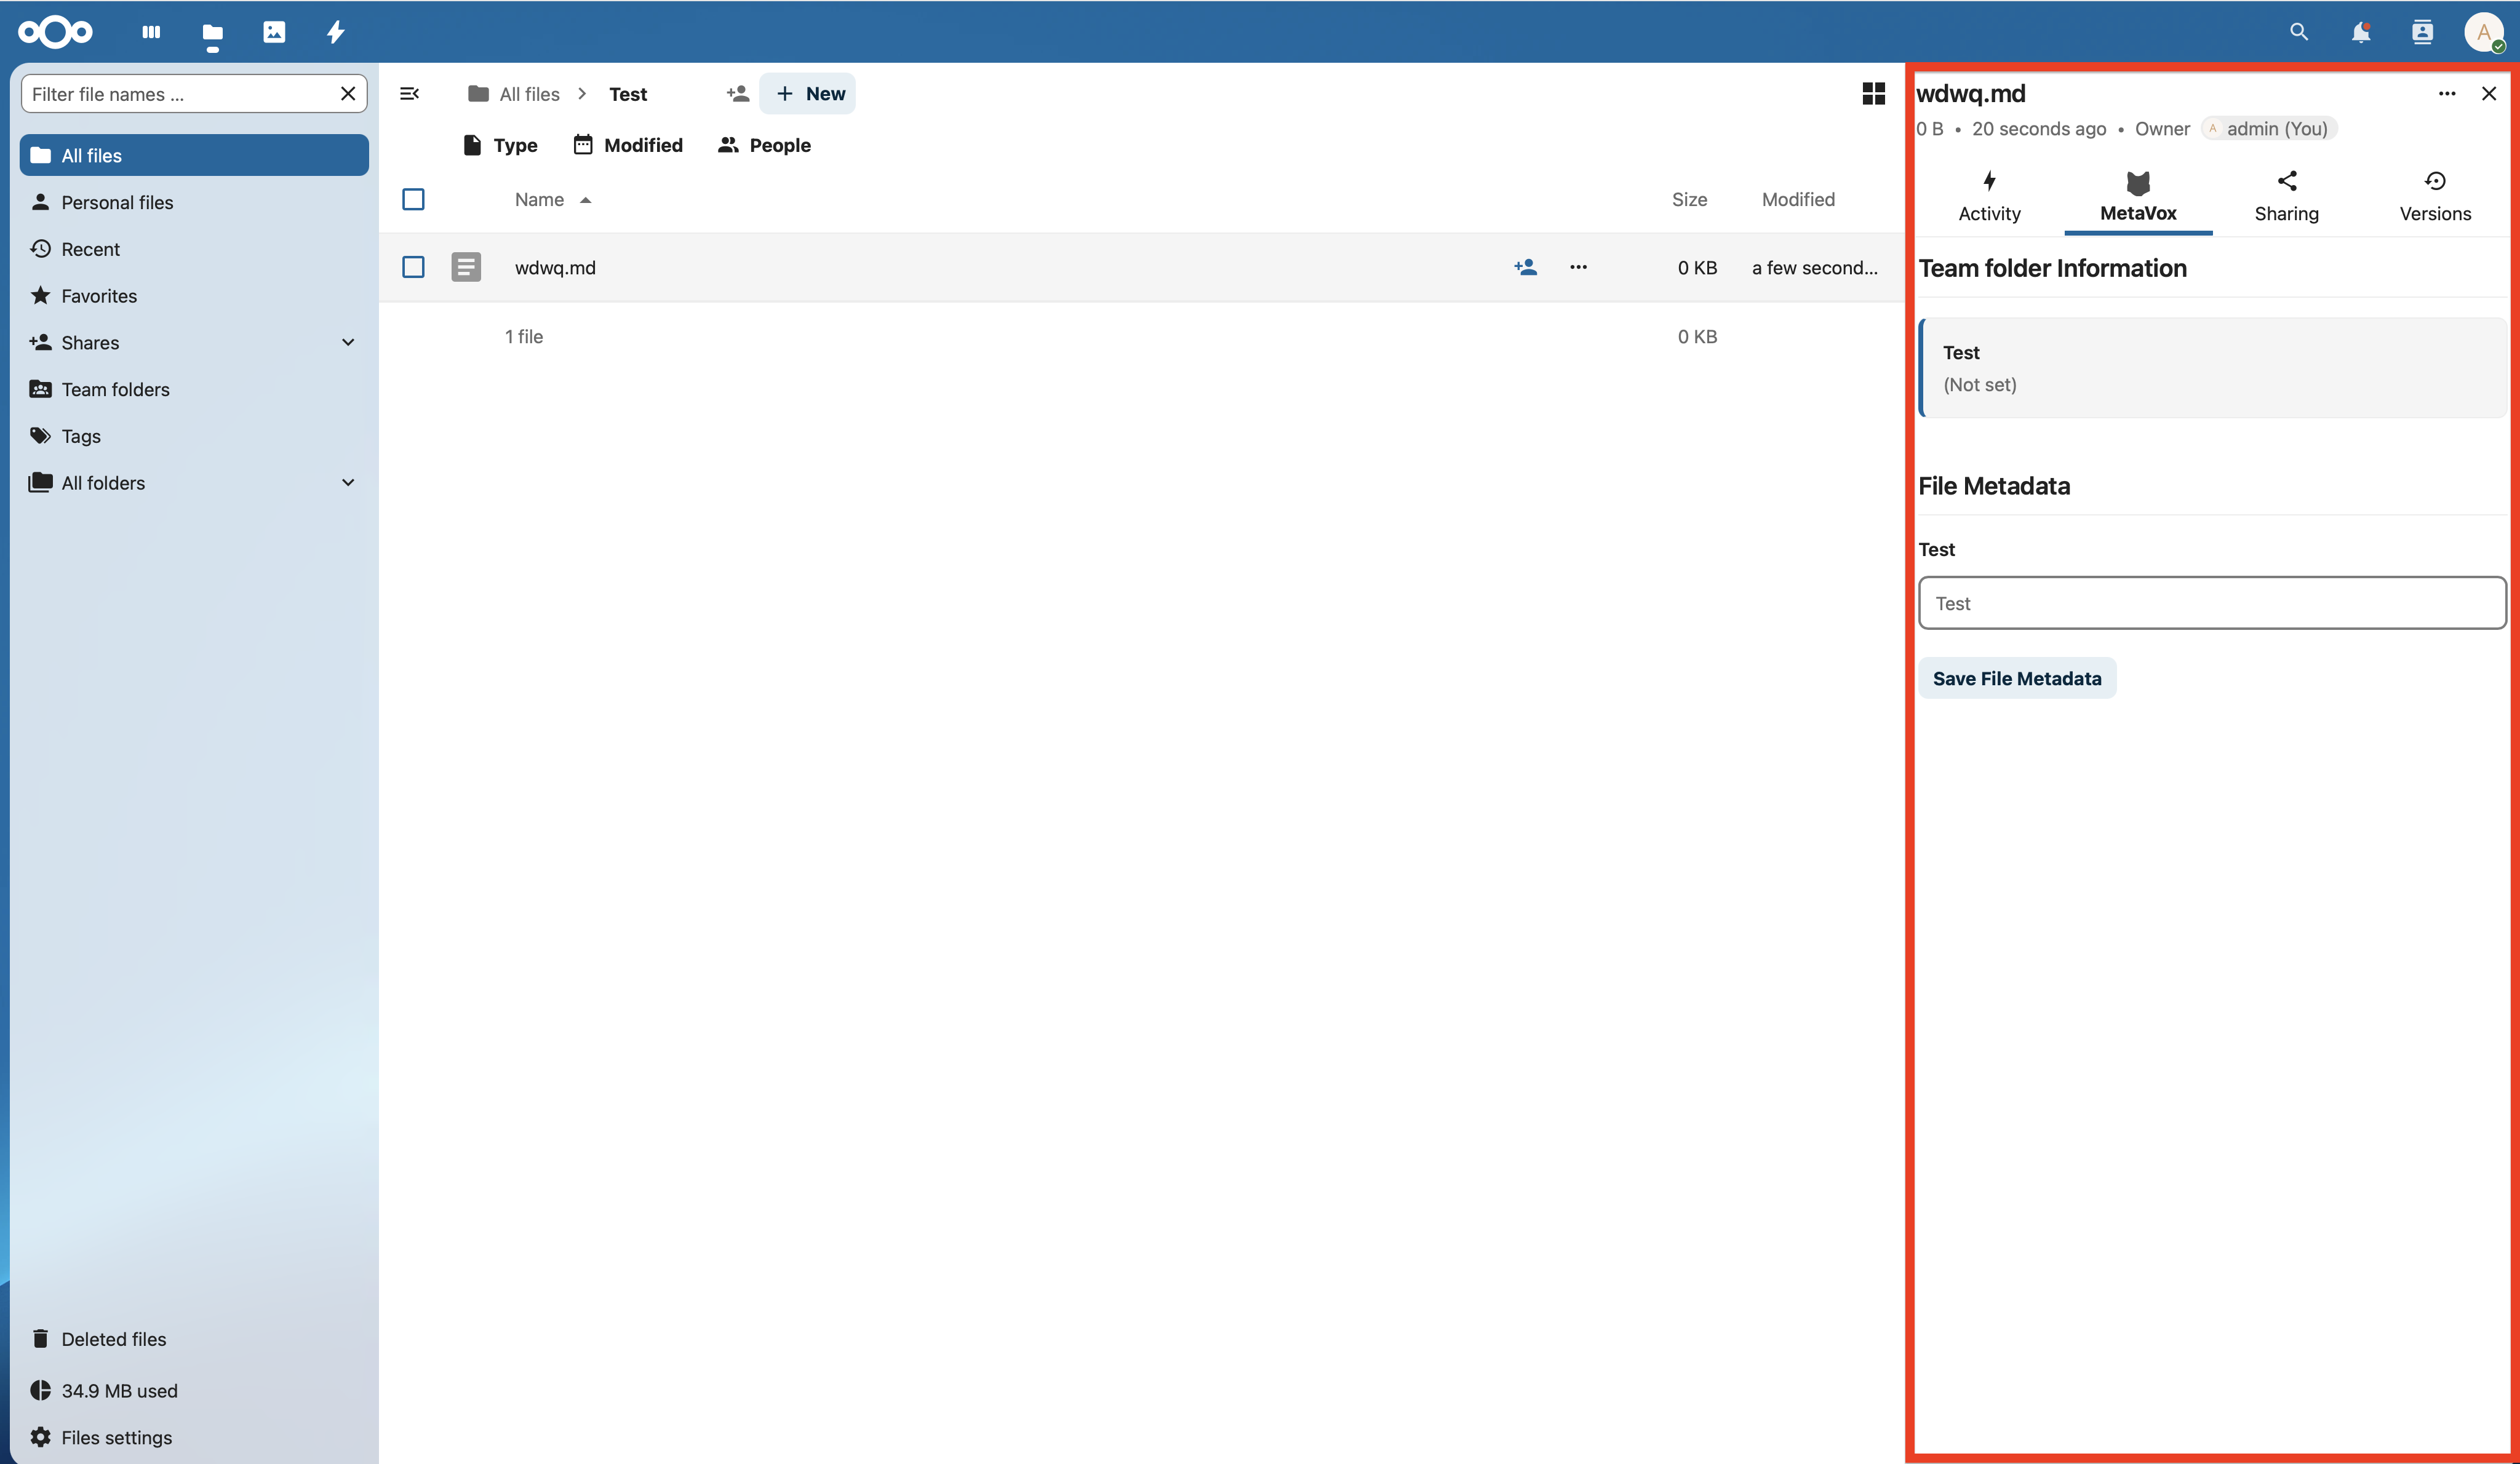 Filter file names ...
All files
Personal files
Recent
Favorites
Shares
Team folders
Tags
All folders
Deleted files
34.9 MB used
Files settings
All files
Test
New
Type
Modified
People
Name
Size
Modified
wdwq.md
0 KB
a few second...
1 file
0 KB
A
wdwq.md
0 B • 20 seconds ago • Owner A admin (You)
Activity
MetaVox
Sharing
Versions
Team folder Information
Test
(Not set)
File Metadata
Test
Test
Save File Metadata